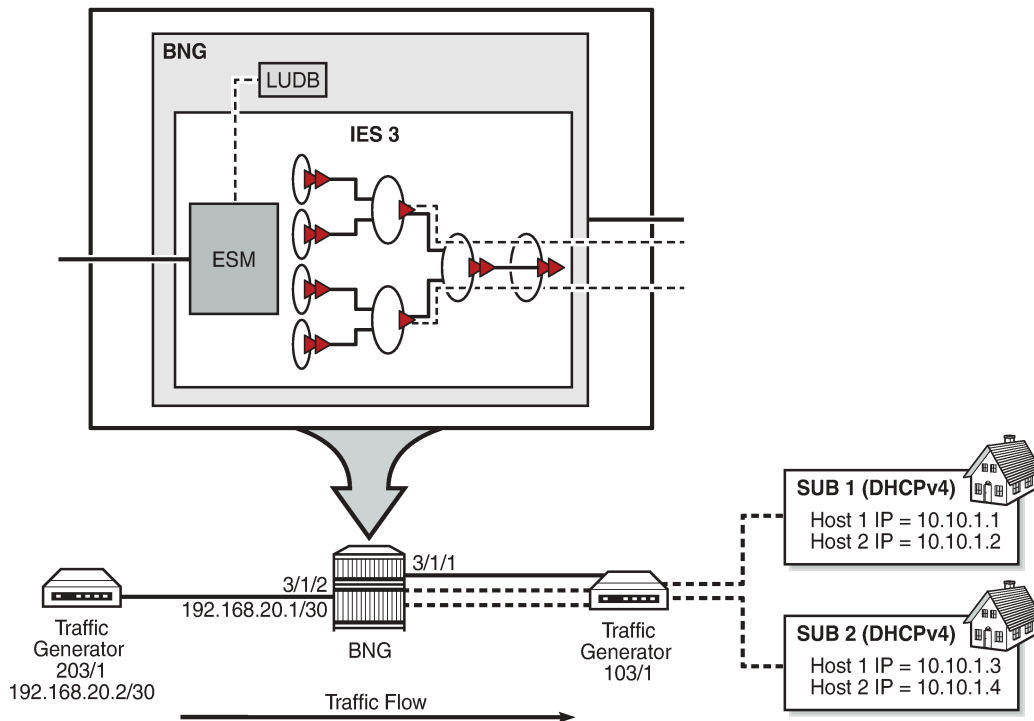 BNG
LUDB
IES 3
ESM
3/1/1
3/1/2
192.168.20.1/30
BNG
Traffic
Generator
203/1
192.168.20.2/30
Traffic
Generator
103/1
Traffic Flow
SUB 1 (DHCPv4)
Host 1 IP = 10.10.1.1
Host 2 IP = 10.10.1.2
SUB 2 (DHCPv4)
Host 1 IP = 10.10.1.3
Host 2 IP = 10.10.1.4